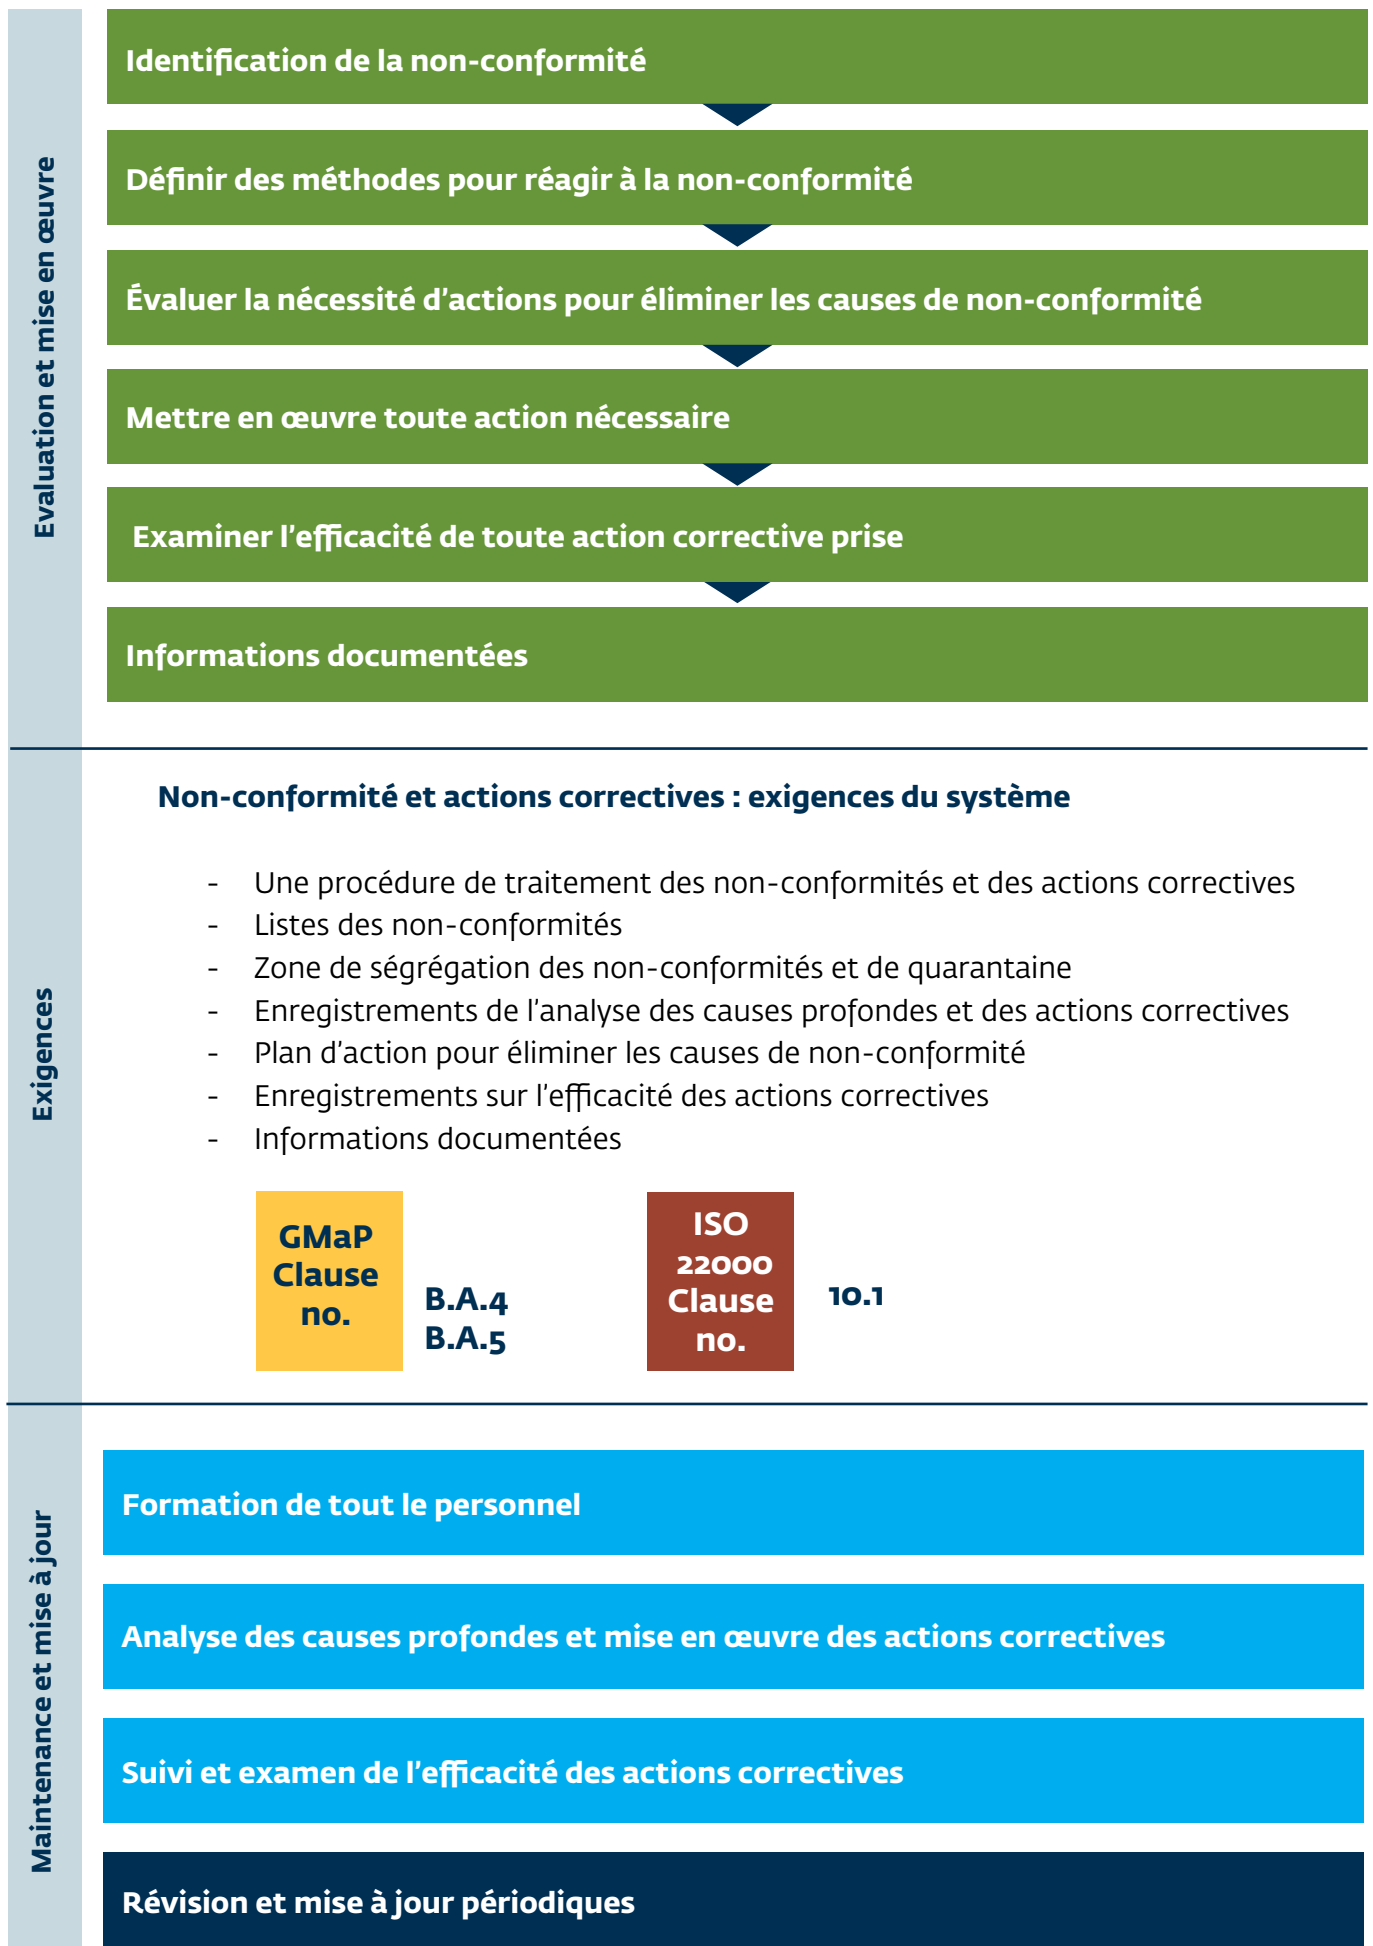 Evaluation et mise en œuvre
Identification de la non-conformité
Définir des méthodes pour réagir à la non-conformité
Évaluer la nécessité d’actions pour éliminer les causes de non-conformité
Mettre en œuvre toute action nécessaire
Examiner l’efficacité de toute action corrective prise
Informations documentées
Exigences
Non-conformité et actions correctives : exigences du système
- Une procédure de traitement des non-conformités et des actions correctives
- Listes des non-conformités
- Zone de ségrégation des non-conformités et de quarantaine
- Enregistrements de l’analyse des causes profondes et des actions correctives
- Plan d’action pour éliminer les causes de non-conformité
- Enregistrements sur l’efficacité des actions correctives
- Informations documentées
GMaP
Clause
no.
B.A.4
B.A.5
ISO
22000
Clause
no.
10.1
Maintenance et mise à jour
Formation de tout le personnel
Analyse des causes profondes et mise en œuvre des actions correctives
Suivi et examen de l’efficacité des actions correctives
Révision et mise à jour périodiques